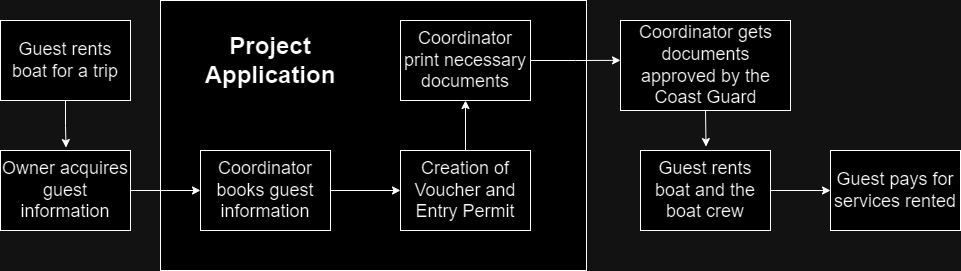 Guest rents
boat for a trip
Owner acquires
guest
information
Project
Application
Coordinator
books guest
information
Creation of
Voucher and
Entry Permit
Coordinator
print necessary
documents
Coordinator gets
documents
approved by the
Coast Guard
Guest rents
boat and the
boat crew
Guest pays for
services rented